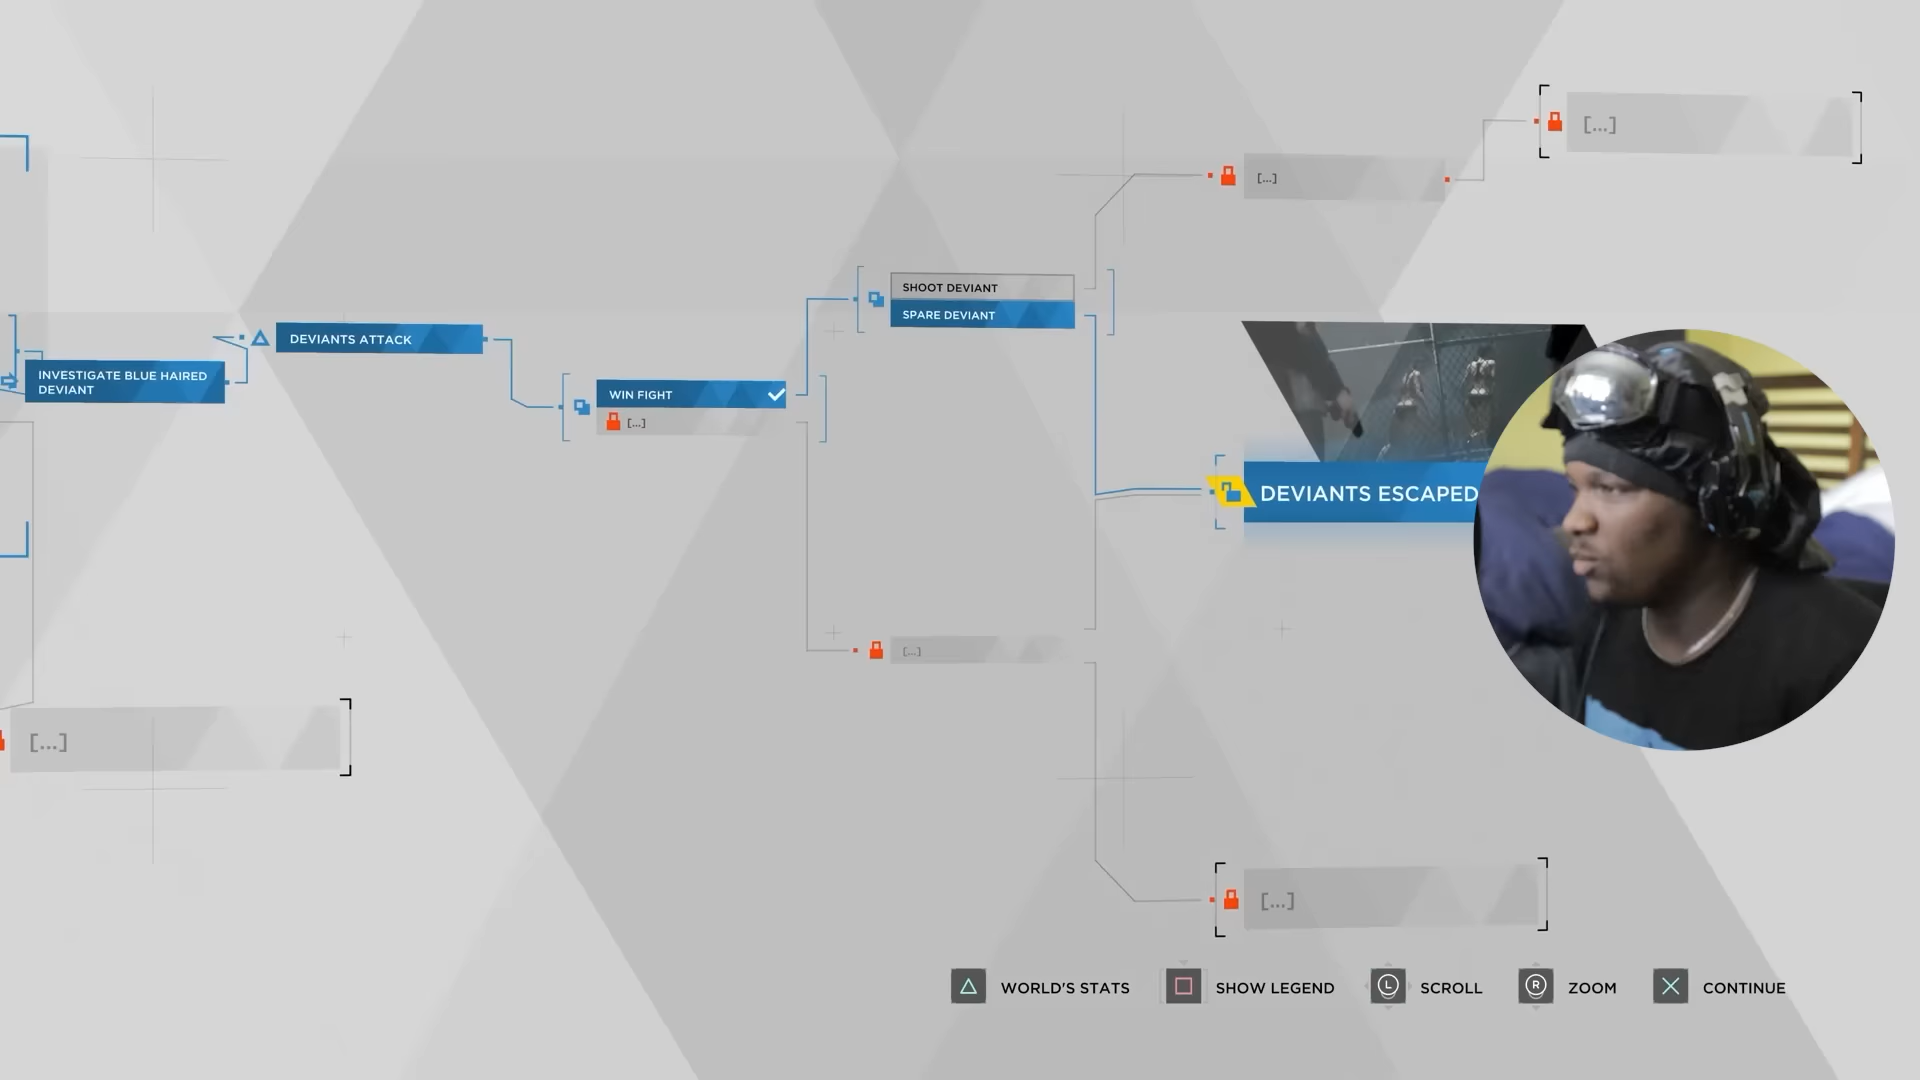 [...]
[...]
SHOOT DEVIANT
SPARE DEVIANT
DEVIANTS ATTACK
INVESTIGATE BLUE HAIRED
DEVIANT
WIN FIGHT
[...]
DEVIANTS ESCAPED
[...]
[...]
[...]
WORLD'S STATS
SHOW LEGEND
L
SCROLL
R
ZOOM
CONTINUE